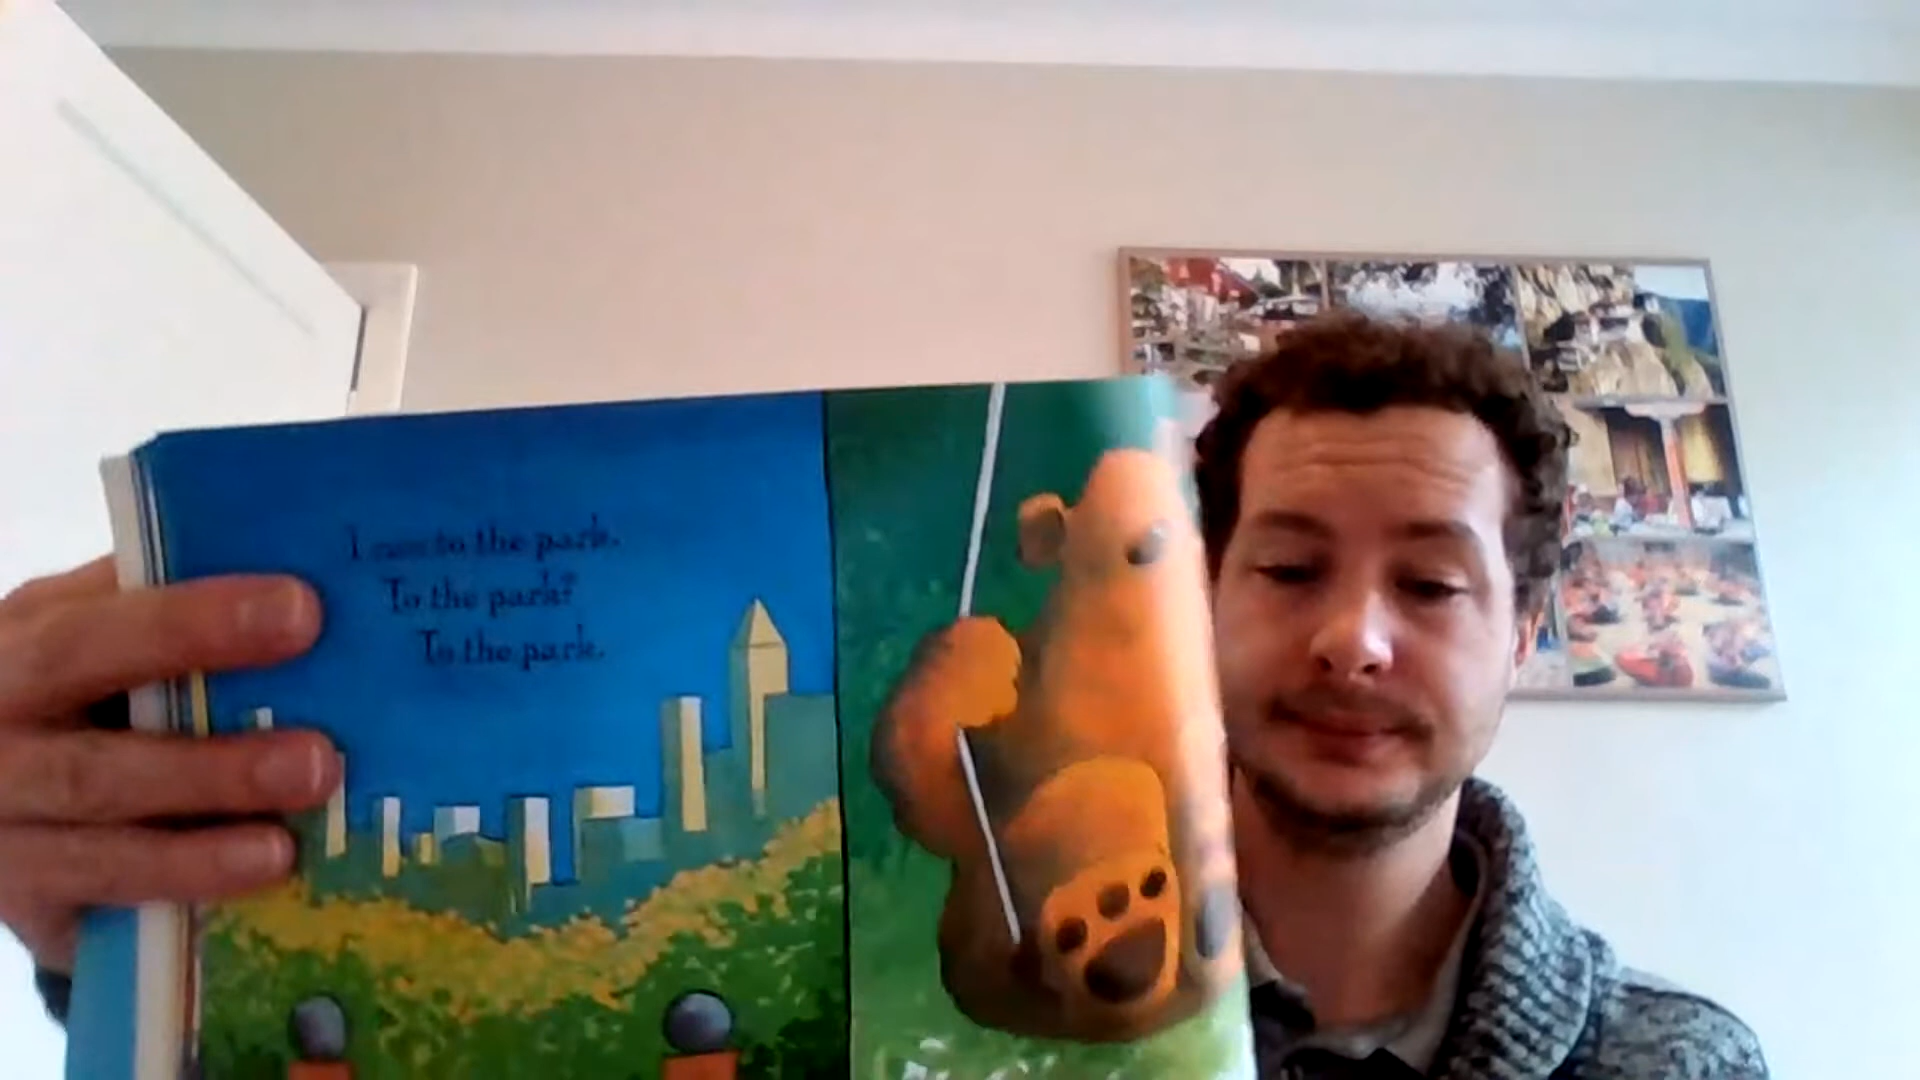 I ran to the park.
To the park?
To the park.